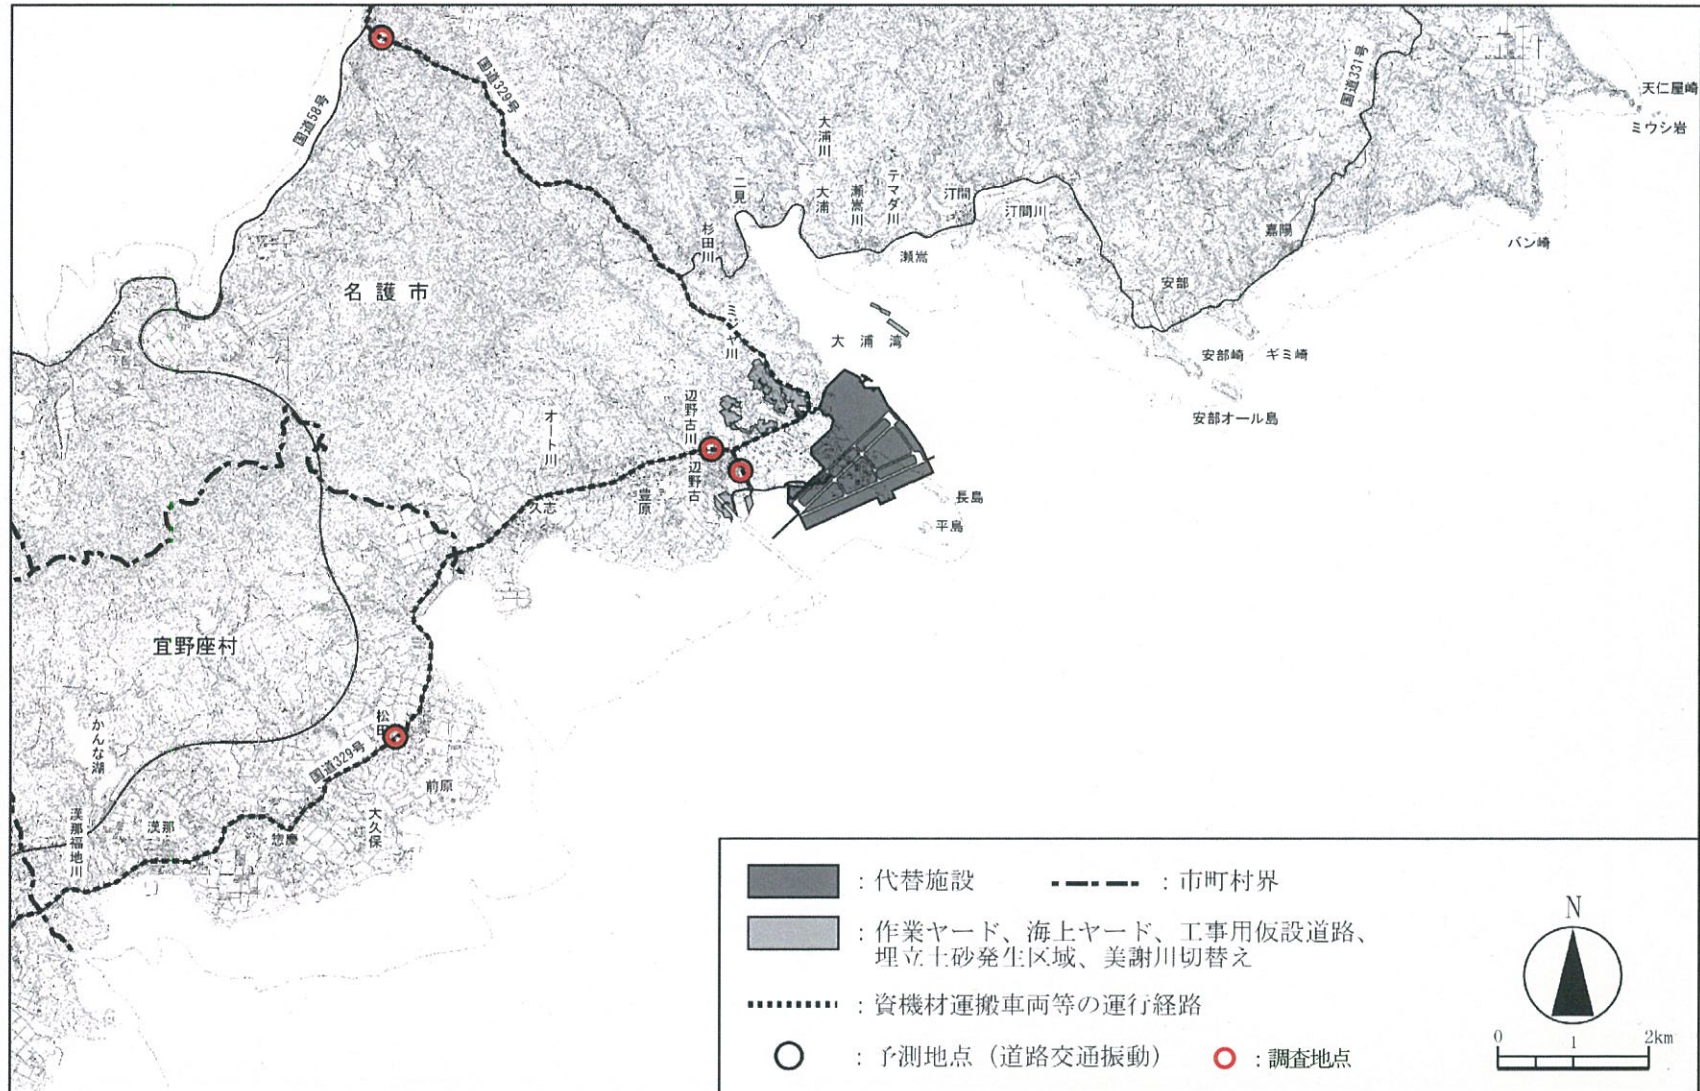 国道58号
国道329号
国道331号
天仁屋崎
ミウシ岩
バン崎
大浦川
二見
大浦
瀬嵩川
テマダ川
汀間
汀間川
嘉陽
杉田川
瀬嵩
安部
名護市
ミジャ川
大浦湾
安部崎
ギミ崎
安部オール島
辺野古川
オート川
辺野古
豊原
久志
長島
平島
宜野座村
かんな湖
松田
国道329号
前原
大久保
漢那福地川
漢那
惣慶
: 代替施設
: 市町村界
: 作業ヤード、海上ヤード、工事用仮設道路、
埋立土砂発生区域、美謝川切替え
: 資機材運搬車両等の運行経路
: 予測地点（道路交通振動）
: 調査地点
N
0 1 2km